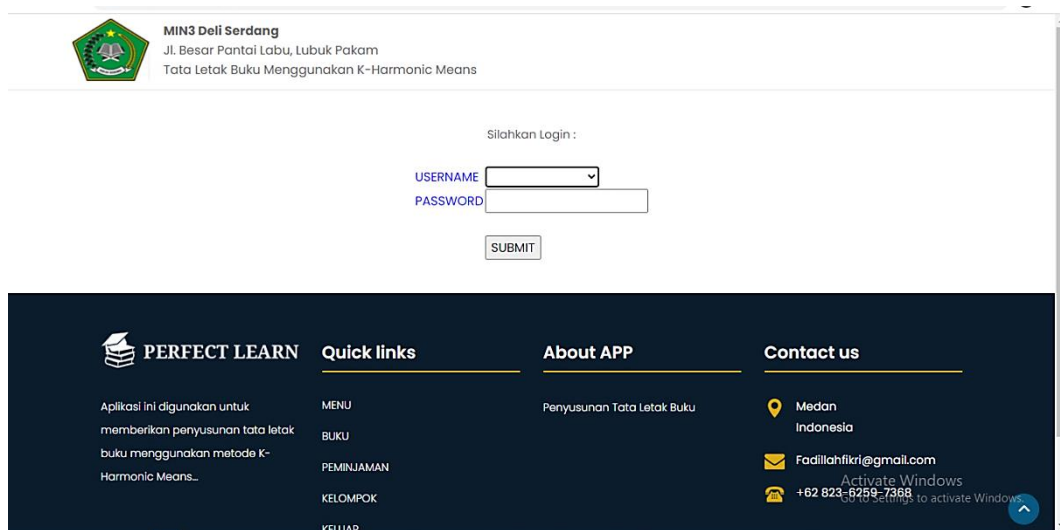 MIN3 Deli Serdang
Jl. Besar Pantai Labu, Lubuk Pakam
Tata Letak Buku Menggunakan K-Harmonic Means
Silahkan Login :
USERNAME
PASSWORD
SUBMIT
PERFECT LEARN
Aplikasi ini digunakan untuk
memberikan penyusunan tata letak
buku menggunakan metode K-
Harmonic Means...
Quick links
MENU
BUKU
PEMINJAMAN
KELOMPOK
KELUAR
About APP
Penyusunan Tata Letak Buku
Contact us
Medan
Indonesia
Fadillahfikri@gmail.com
+62 823-6259-7368
Activate Windows
Go to Settings to activate Windows.